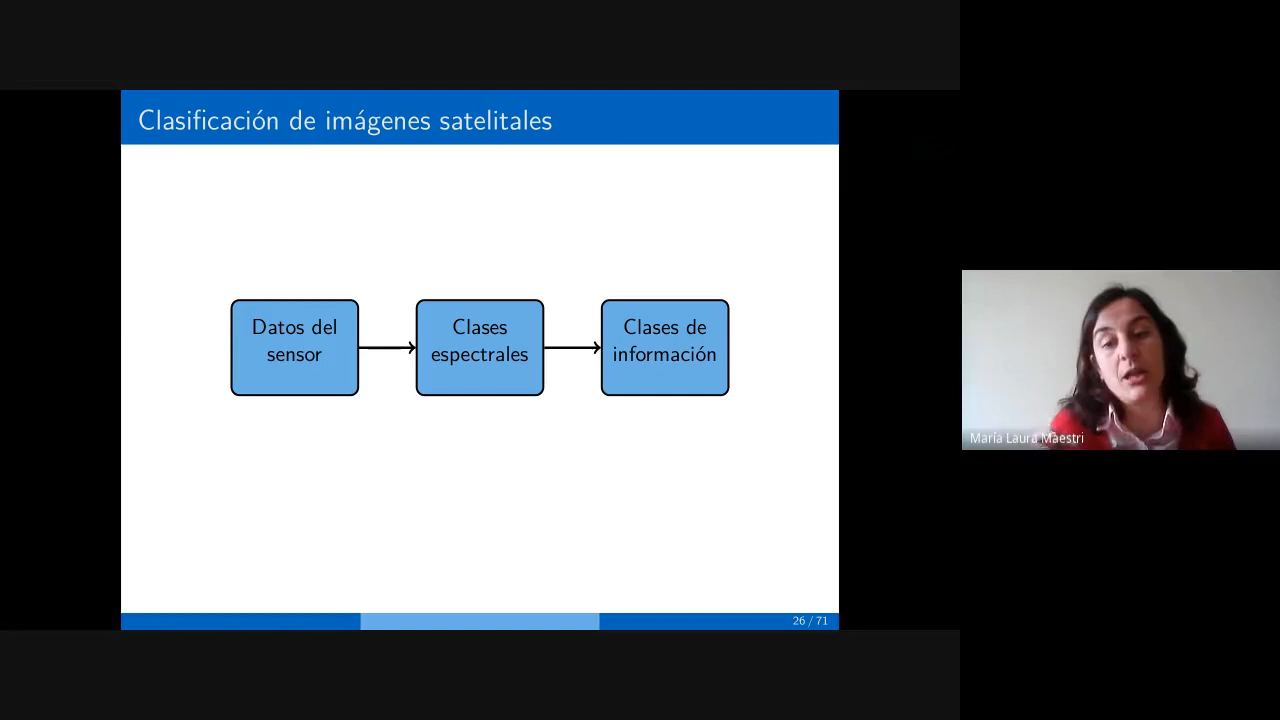 Clasificación de imágenes satelitales
Datos del
sensor
Clases
espectrales
Clases de
información
26 / 71
María Laura Maestri